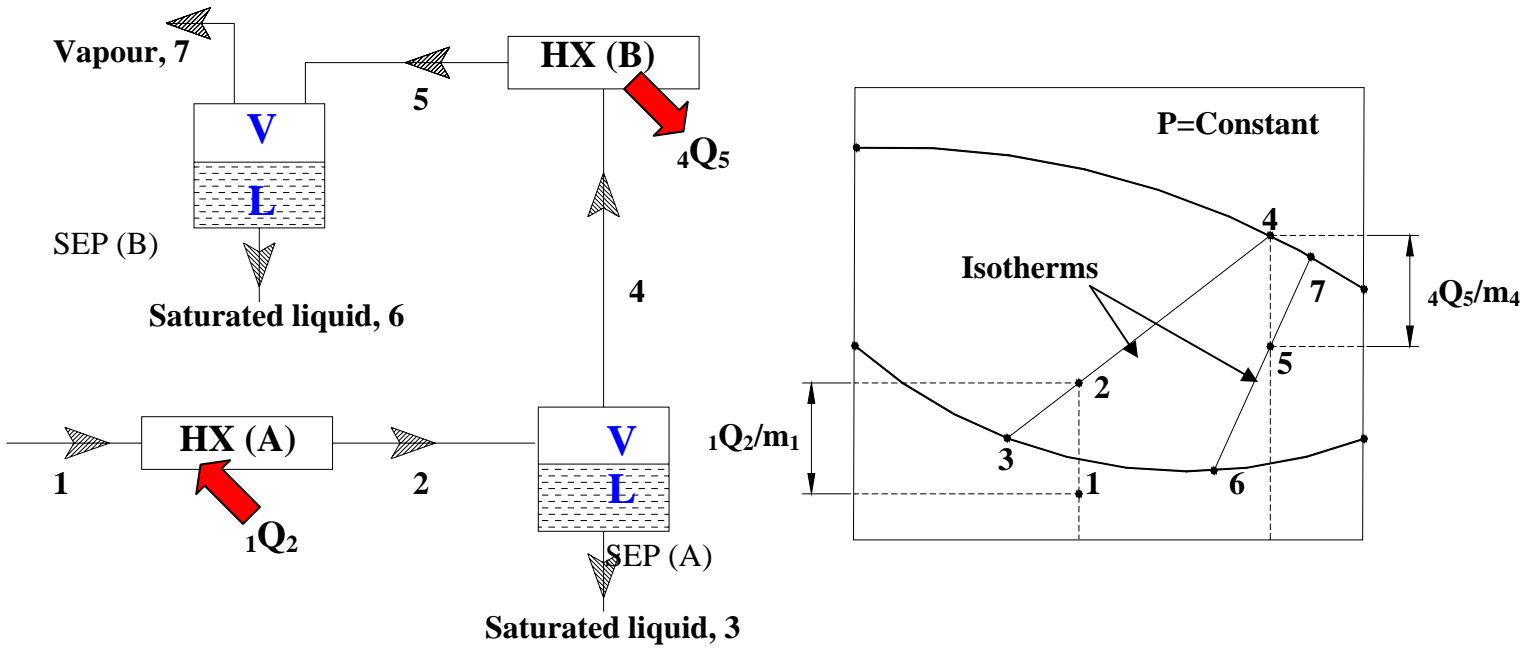 Vapour, 7
V
L
SEP (B)
Saturated liquid, 6
5
HX (B)
₄Q₅
4
HX (A)
1
2
₁Q₂
V
L
SEP (A)
Saturated liquid, 3
P=Constant
Isotherms
4
7
5
2
3
1
6
₄Q₅/m₄
₁Q₂/m₁